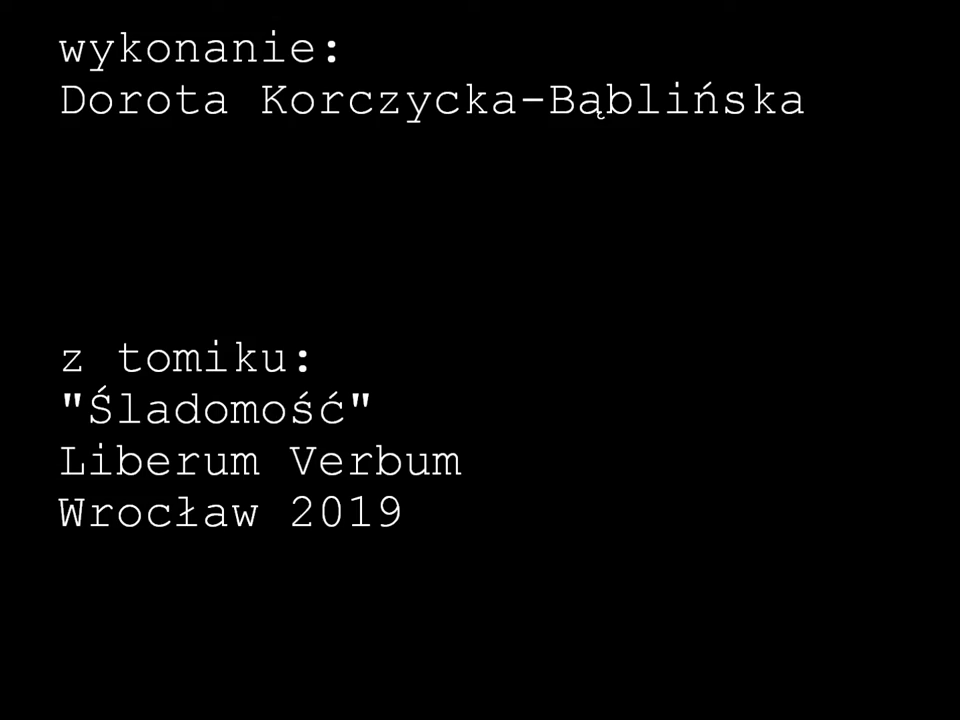 wykonanie:
Dorota Korczycka-Bąblińska
z tomiku:
"Śladomość"
Liberum Verbum
Wrocław 2019